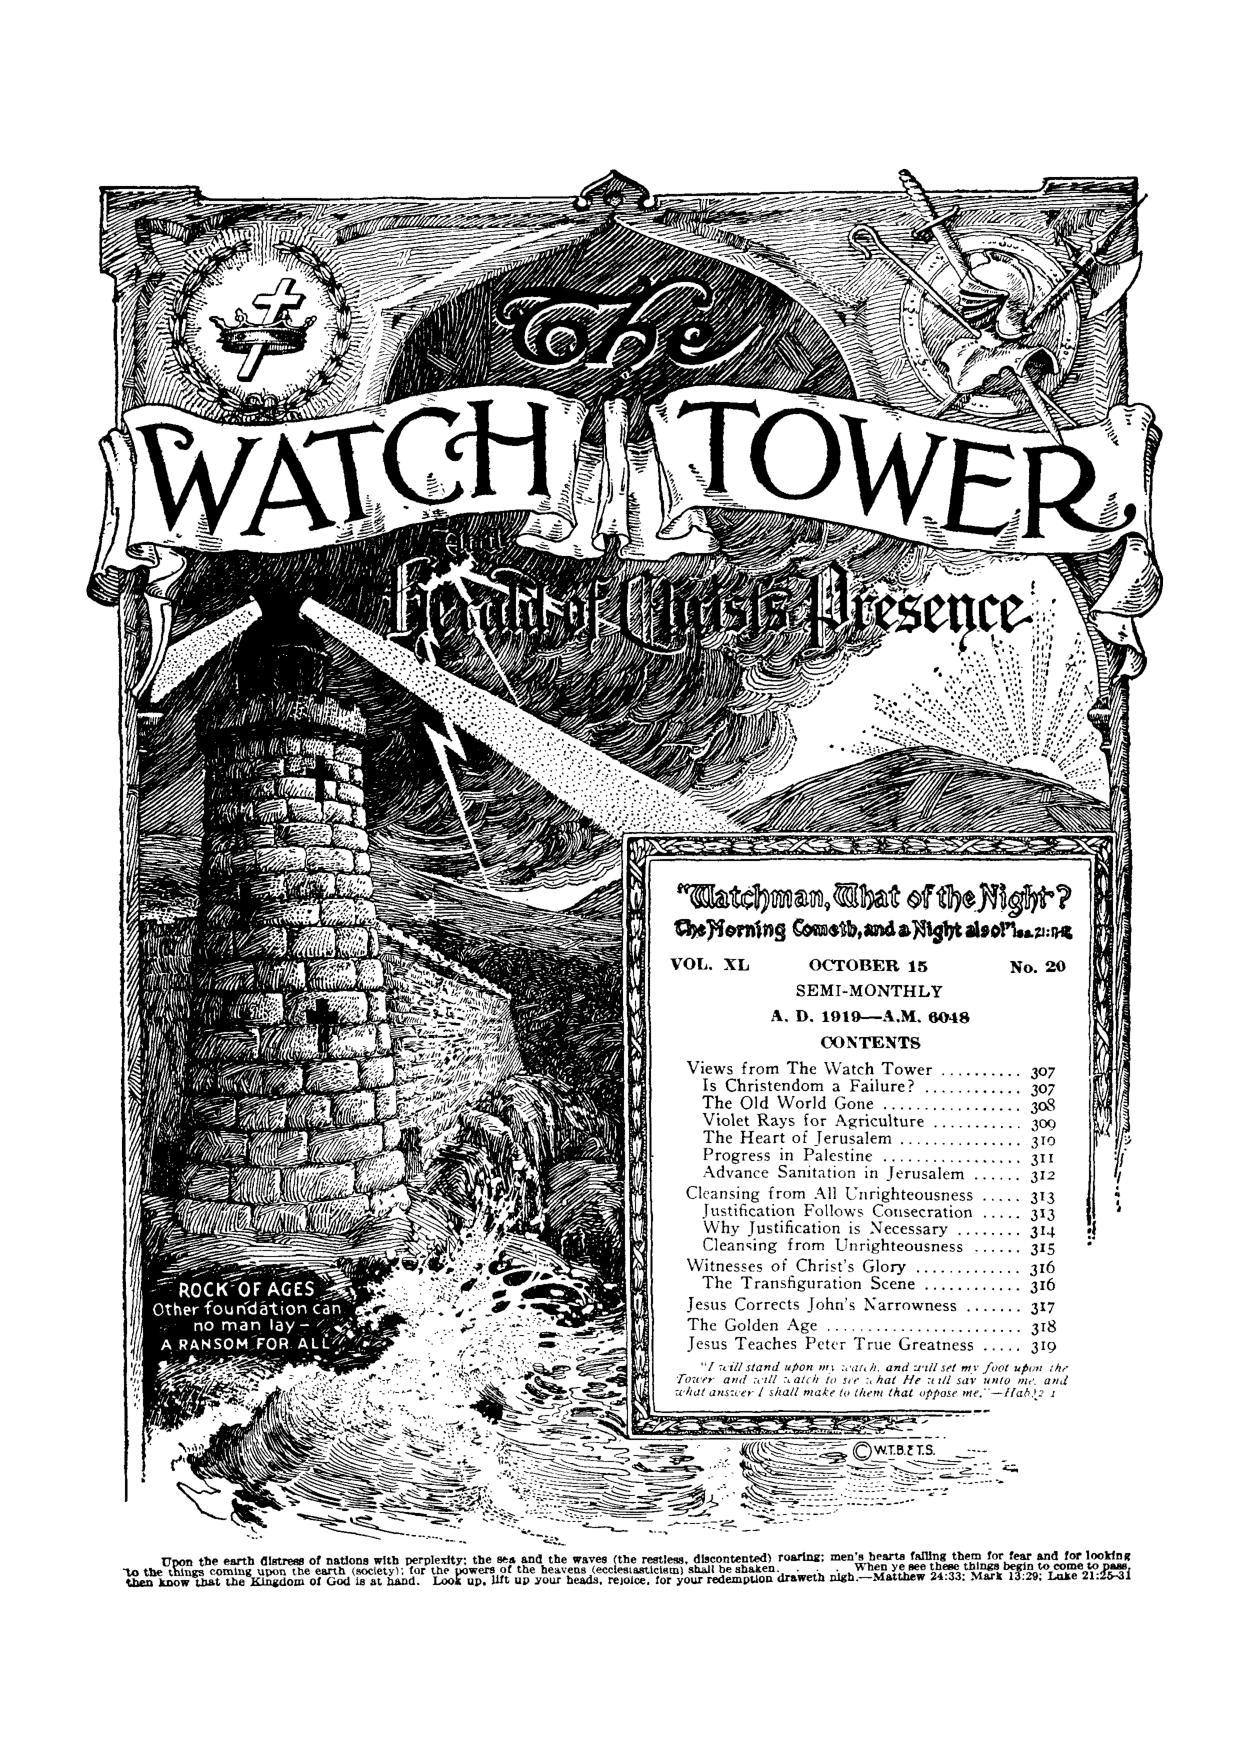 The
WATCH TOWER
And
Herald of Christ's Presence
"Watchman, What of the Night?
The Morning Cometh, and a Night also!" Isa. 21:11-12
VOL. XL OCTOBER 15 No. 20
SEMI-MONTHLY
A. D. 1919—A.M. 6048
CONTENTS
Views from The Watch Tower .......... 307
Is Christendom a Failure? ............ 307
The Old World Gone ................. 308
Violet Rays for Agriculture ........... 309
The Heart of Jerusalem ............... 310
Progress in Palestine ................. 311
Advance Sanitation in Jerusalem ...... 312
Cleansing from All Unrighteousness ..... 313
Justification Follows Consecration ..... 313
Why Justification is Necessary ........ 314
Cleansing from Unrighteousness ...... 315
Witnesses of Christ's Glory ............. 316
The Transfiguration Scene ............ 316
Jesus Corrects John's Narrowness ....... 317
The Golden Age ........................ 318
Jesus Teaches Peter True Greatness ..... 319
"I will stand upon my watch, and will set my foot upon the
Tower and will watch to see what He will say unto me, and
what answer I shall make to them that oppose me."—Hab. 2 1
ROCK OF AGES
Other foundation can
no man lay—
A RANSOM FOR ALL
© W.T.B.& T.S.
Upon the earth distress of nations with perplexity; the sea and the waves (the restless, discontented) roaring; men's hearts failing them for fear and for looking
to the things coming upon the earth (society); for the powers of the heavens (ecclesiasticism) shall be shaken. . . . When ye see these things begin to come to pass,
then know that the Kingdom of God is at hand. Look up, lift up your heads, rejoice, for your redemption draweth nigh.—Matthew 24:33; Mark 13:29; Luke 21:25-31